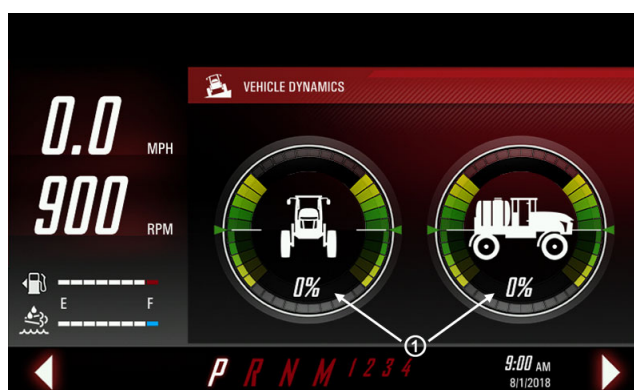 VEHICLE DYNAMICS
0.0 MPH
900 RPM
E F
0% 0%
1
P R N M 1 2 3 4
9:00 AM
8/1/2018